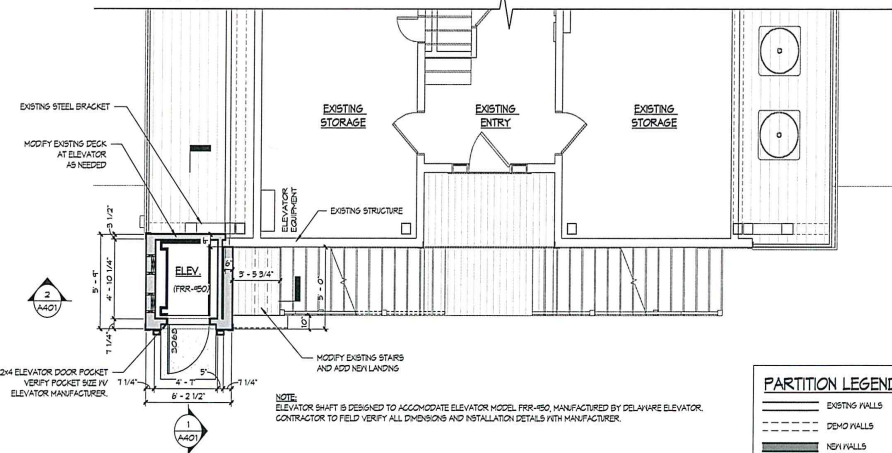 EXISTING STEEL BRACKET
MODIFY EXISTING DECK
AT ELEVATOR
AS NEEDED
EXISTING
STORAGE
EXISTING
ENTRY
EXISTING
STORAGE
ELEVATOR
EQUIPMENT
EXISTING STRUCTURE
3 1/2"
5' - 9"
4' - 10 1/4"
7 1/4"
ELEV.
(FRR-950)
6"
3' - 5 3/4"
5' - 0"
10"
2
A401
3068
2x4 ELEVATOR DOOR POCKET
VERIFY POCKET SIZE W/
ELEVATOR MANUFACTURER.
7 1/4"
4' - 7"
5"
7 1/4"
6' - 2 1/2"
1
A401
MODIFY EXISTING STAIRS
AND ADD NEW LANDING
NOTE:
ELEVATOR SHAFT IS DESIGNED TO ACCOMODATE ELEVATOR MODEL FRR-950, MANUFACTURED BY DELAWARE ELEVATOR.
CONTRACTOR TO FIELD VERIFY ALL DIMENSIONS AND INSTALLATION DETAILS WITH MANUFACTURER.
PARTITION LEGEND
EXISTING WALLS
DEMO WALLS
NEW WALLS